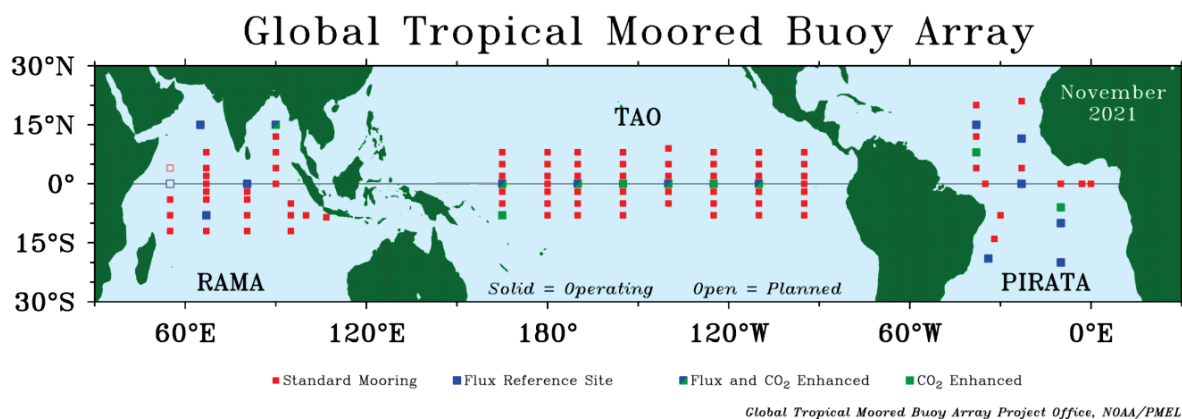 Global Tropical Moored Buoy Array
30°N
15°N
0°
15°S
30°S
November
2021
TAO
RAMA
PIRATA
Solid = Operating Open = Planned
60°E 120°E 180° 120°W 60°W 0°E
Standard Mooring Flux Reference Site Flux and CO₂ Enhanced CO₂ Enhanced
Global Tropical Moored Buoy Array Project Office, NOAA/PMEL